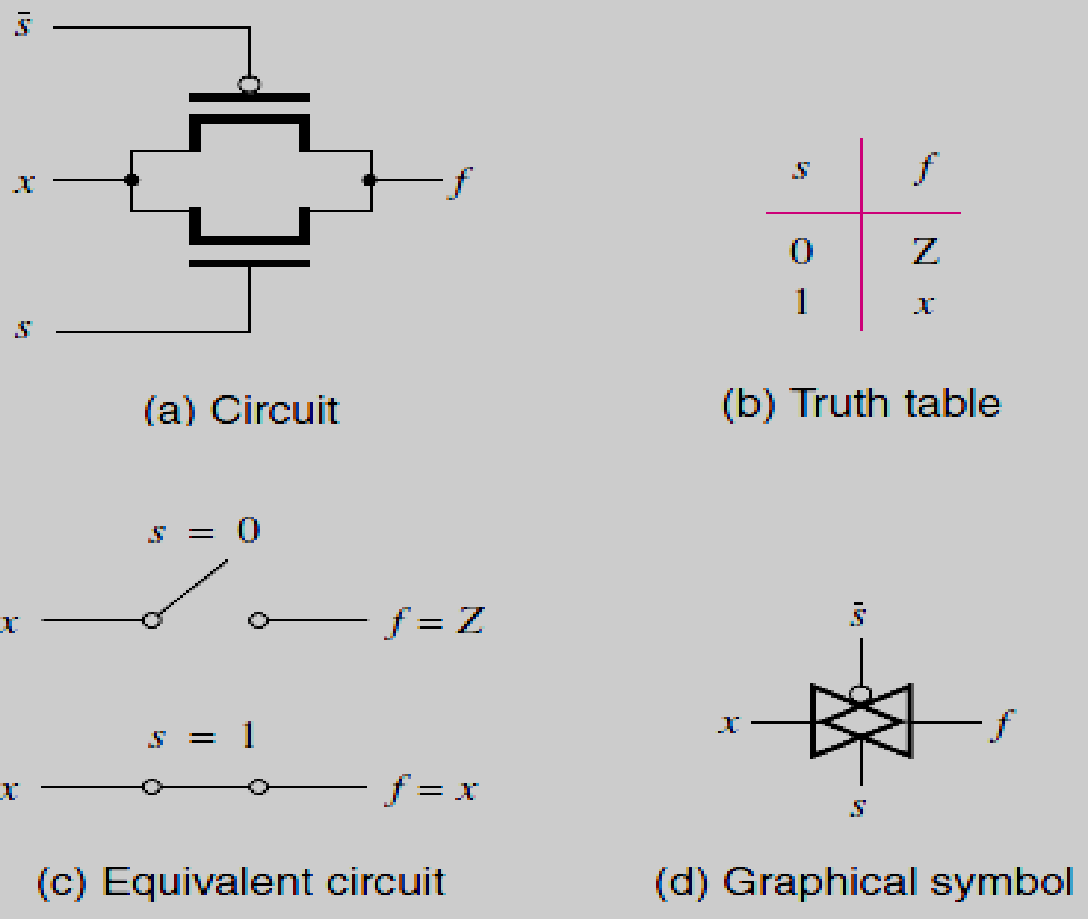 s̄
x f
s
(a) Circuit
s f
0 Z
1 x
(b) Truth table
s = 0
x f = Z
s = 1
x f = x
(c) Equivalent circuit
s̄
x f
s
(d) Graphical symbol